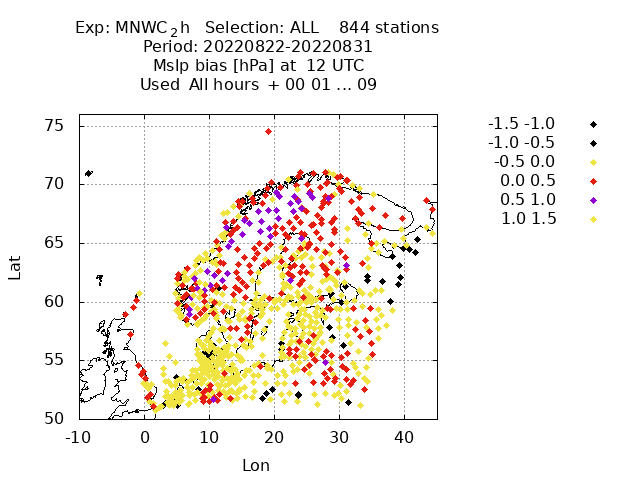 Exp: MNWC_2h   Selection: ALL    844 stations
Period: 20220822-20220831
Mslp bias [hPa] at  12 UTC
Used  All hours  + 00 01 ... 09
75
70
65
60
55
50
-10 0 10 20 30 40
Lat
Lon
-1.5 -1.0
-1.0 -0.5
-0.5 0.0
0.0 0.5
0.5 1.0
1.0 1.5